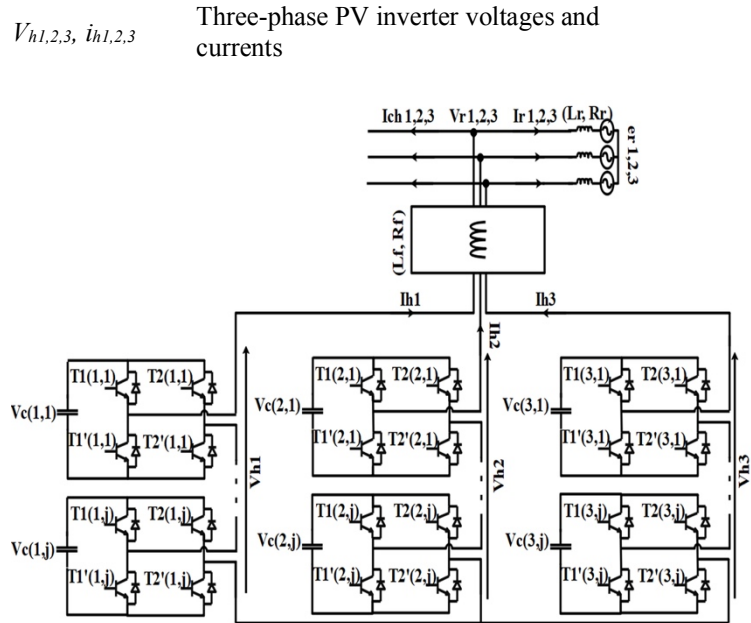 Vh1,2,3, ih1,2,3
Three-phase PV inverter voltages and
currents
Ich 1,2,3 Vr 1,2,3 Ir 1,2,3 (Lr, Rr)
er 1,2,3
(Lf, Rf)
Ih1
Ih2
Ih3
T1(1,1) T2(1,1)
Vc(1,1)
T1'(1,1) T2'(1,1)
T1(1,j) T2(1,j)
Vc(1,j)
T1'(1,j) T2'(1,j)
Vh1
T1(2,1) T2(2,1)
Vc(2,1)
T1'(2,1) T2'(2,1)
T1(2,j) T2(2,j)
Vc(2,j)
T1'(2,j) T2'(2,j)
Vh2
T1(3,1) T2(3,1)
Vc(3,1)
T1'(3,1) T2'(3,1)
T1(3,j) T2(3,j)
Vc(3,j)
T1'(3,j) T2'(3,j)
Vh3